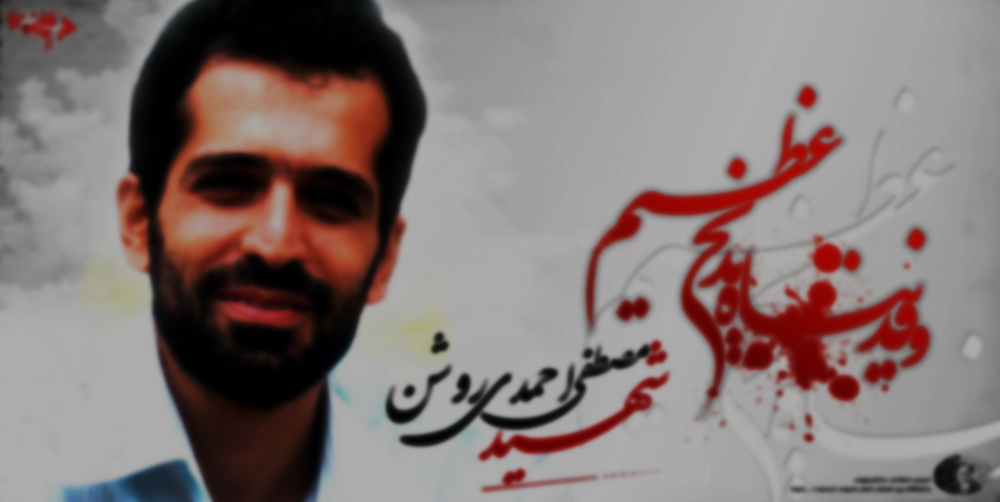 و فدیناه بذبح عظیم
شهید
مصطفی احمدی روشن